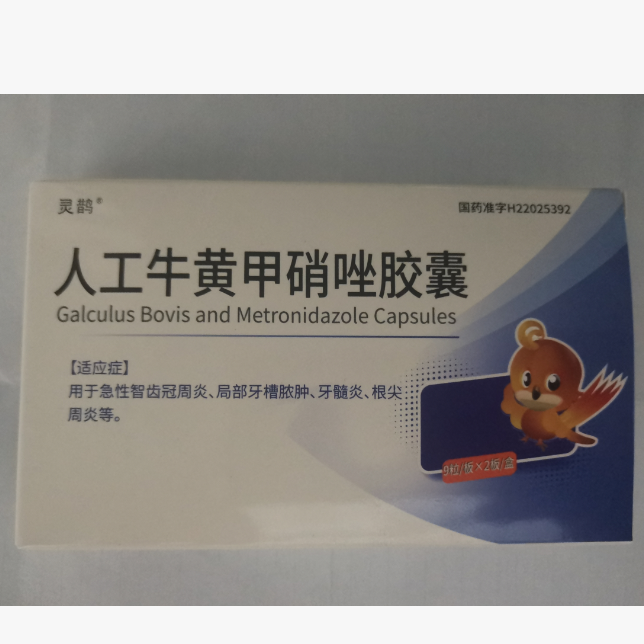 灵鹊®
国药准字H22025392
人工牛黄甲硝唑胶囊
Galculus Bovis and Metronidazole Capsules
【适应症】
用于急性智齿冠周炎、局部牙槽脓肿、牙髓炎、根尖
周炎等。
9粒/板×2板/盒